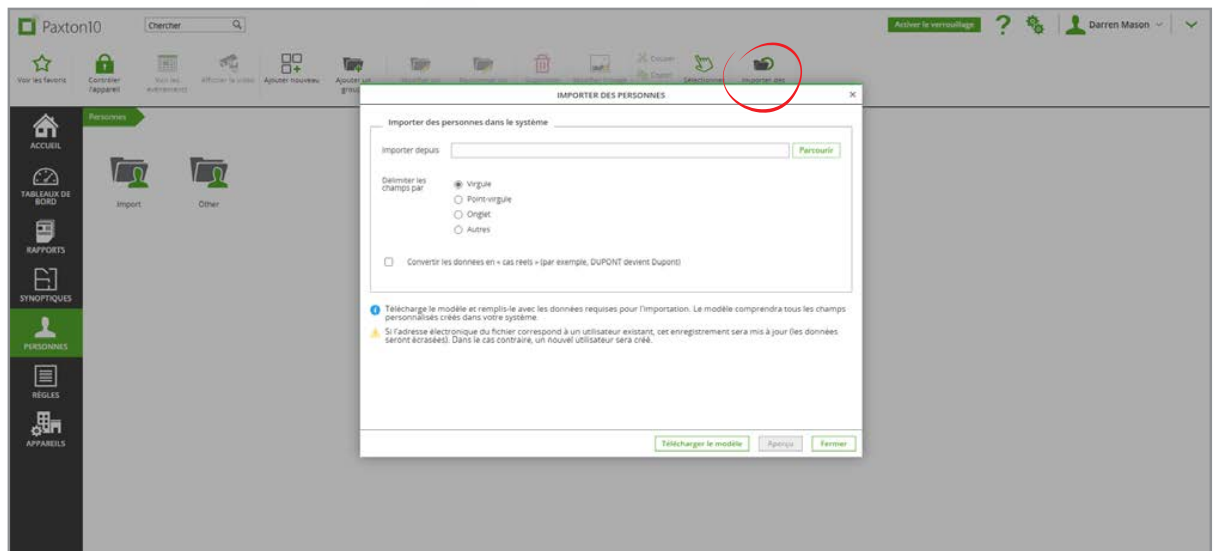 Paxton10
Chercher
Activer le verrouillage
?
Darren Mason
Voir les favoris
Contrôler
l'appareil
Voir les
évènements
Afficher la vidéo
Ajouter nouveau
Ajouter un
Sélectionner
Importer des
Personnes
ACCUEIL
TABLEAUX DE
BORD
RAPPORTS
SYNOPTIQUES
PERSONNES
RÈGLES
APPAREILS
Import
Other
IMPORTER DES PERSONNES
Importer des personnes dans le système
Importer depuis
Parcourir
Délimiter les
champs par
Virgule
Point-virgule
Onglet
Autres
Convertir les données en « cas réels » (par exemple, DUPONT devient Dupont)
Télécharge le modèle et remplis-le avec les données requises pour l'importation. Le modèle comprendra tous les champs
personnalisés créés dans votre système.
Si l'adresse électronique du fichier correspond à un utilisateur existant, cet enregistrement sera mis à jour (les données
seront écrasées). Dans le cas contraire, un nouvel utilisateur sera créé.
Télécharger le modèle
Aperçu
Fermer